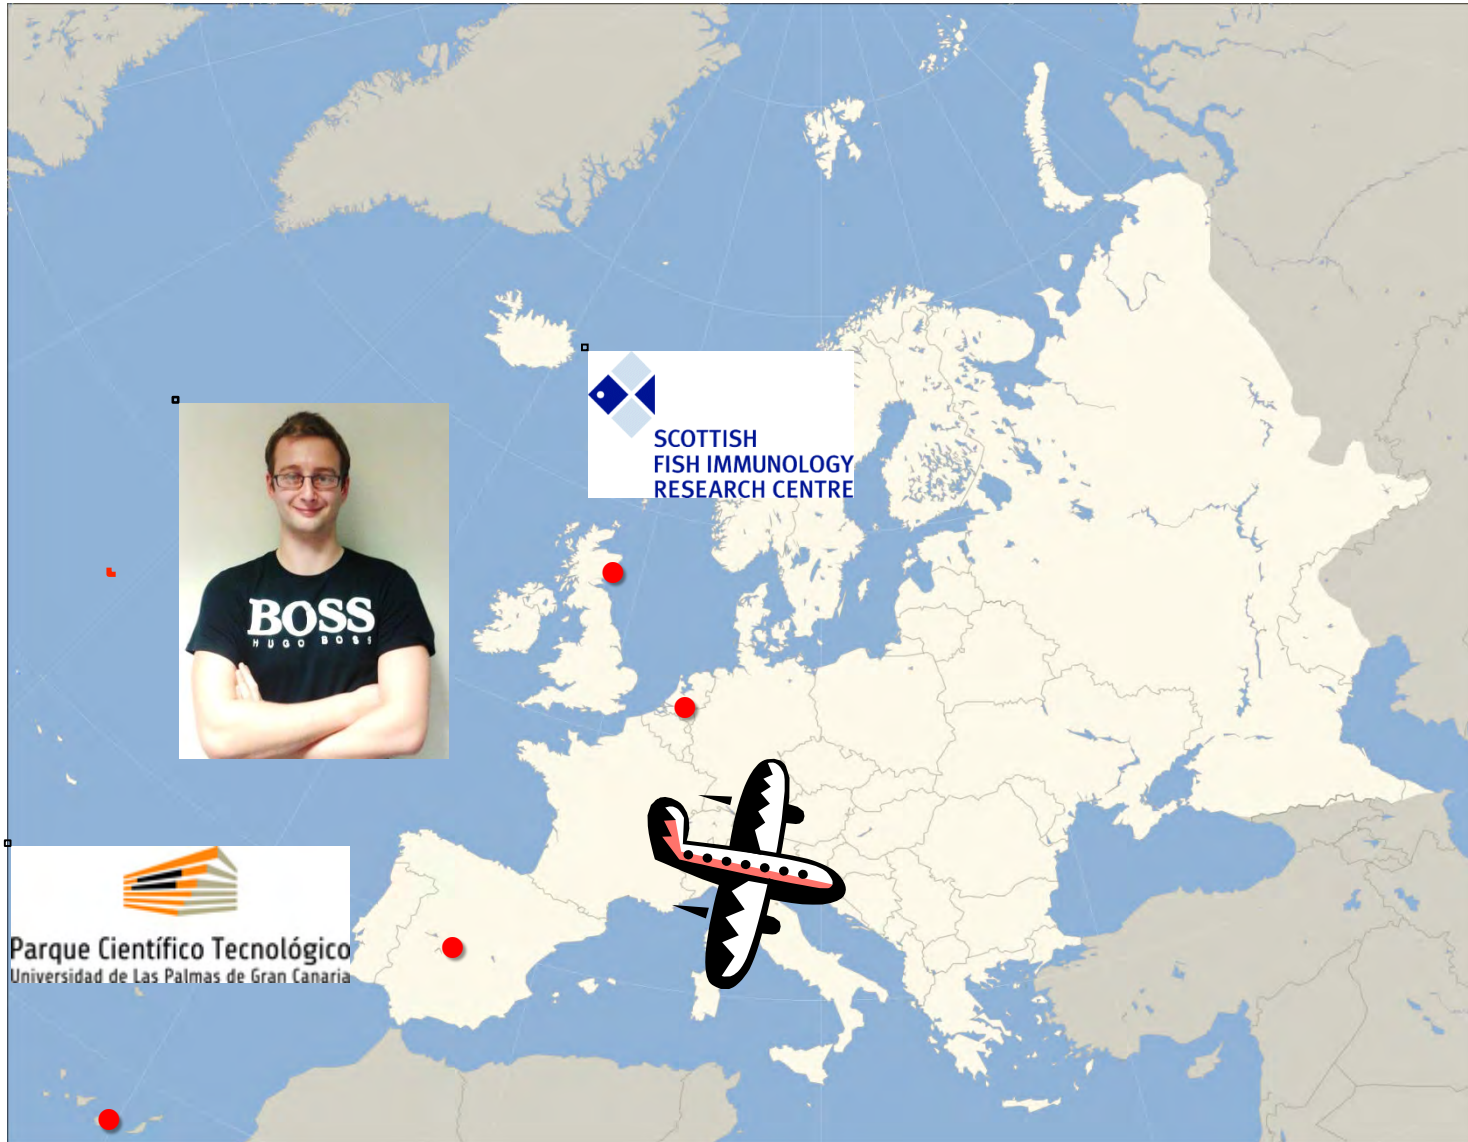 SCOTTISH
FISH IMMUNOLOGY
RESEARCH CENTRE
BOSS
HUGO BOSS
Parque Científico Tecnológico
Universidad de Las Palmas de Gran Canaria